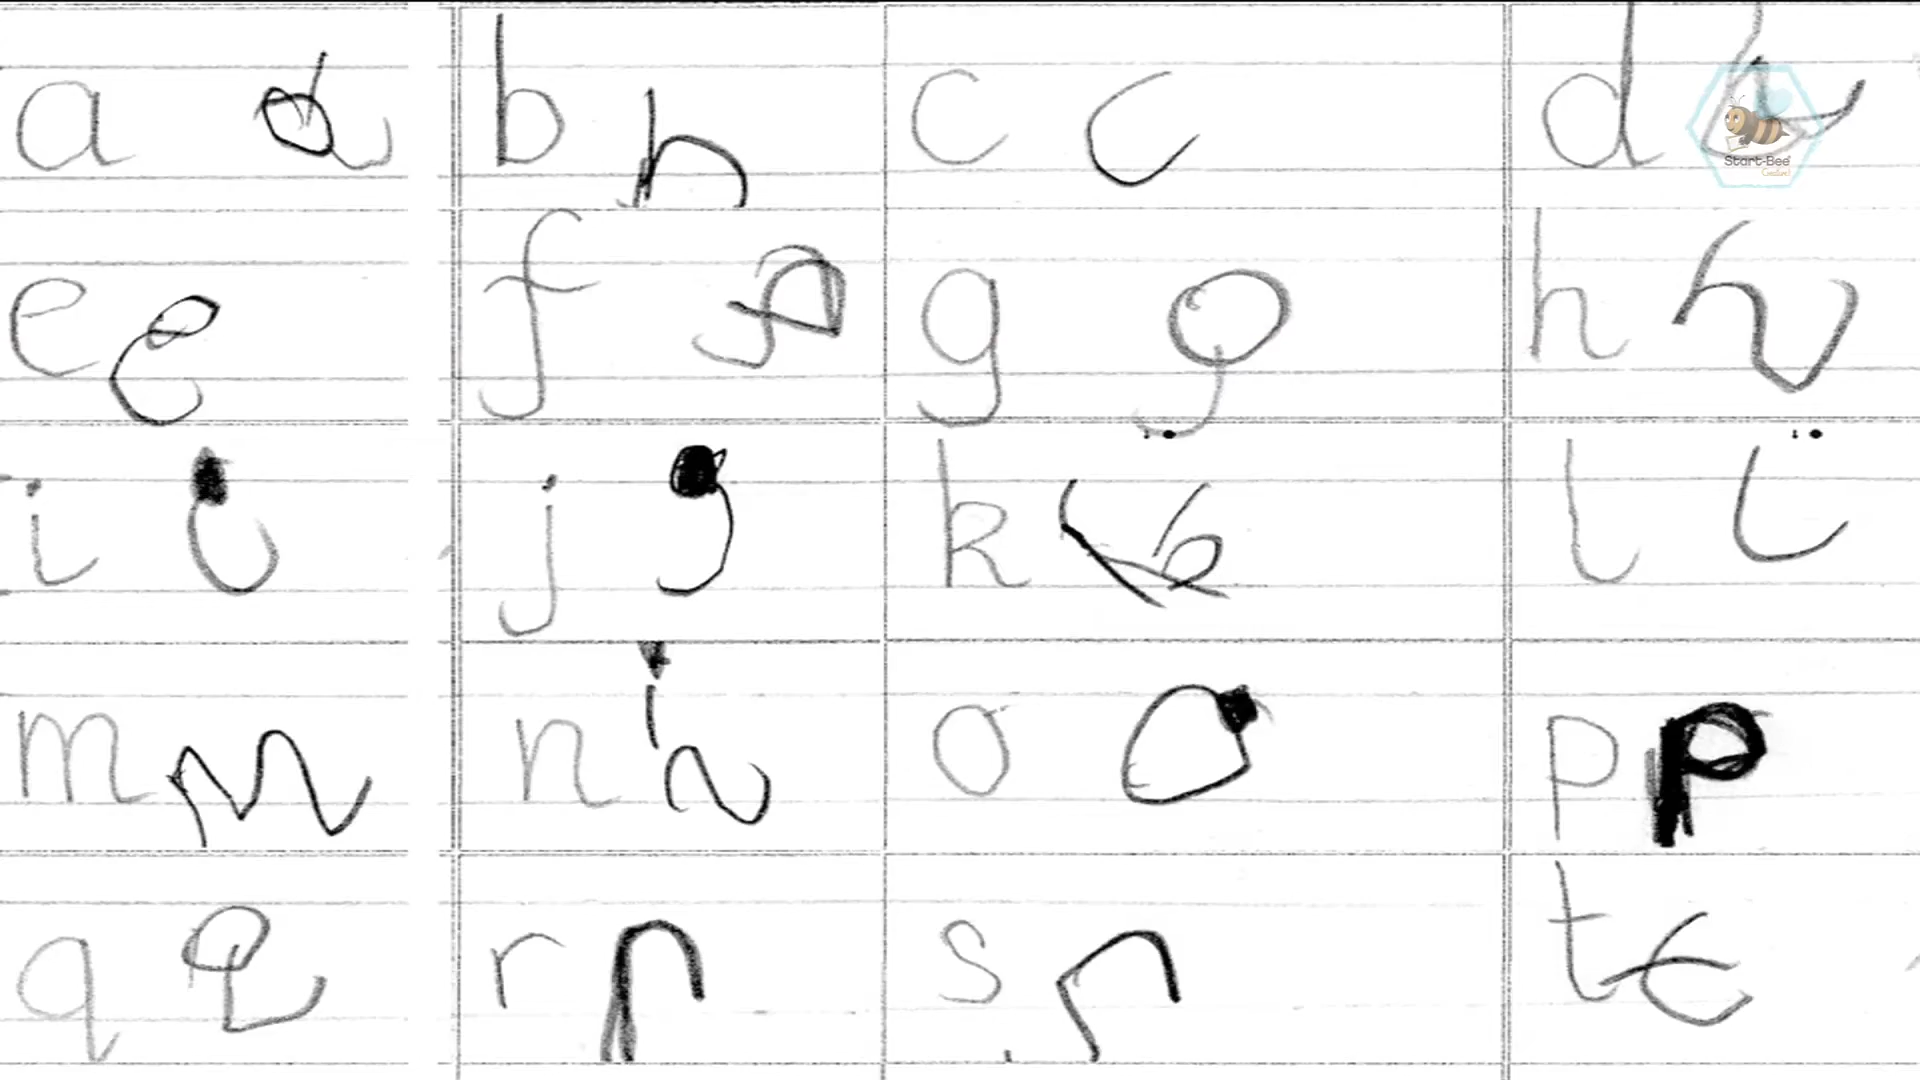 a a b h c c d
e e f g g h h
i i j j k k l l
m m n n o o p p
q q r r s t t
Start-Bee